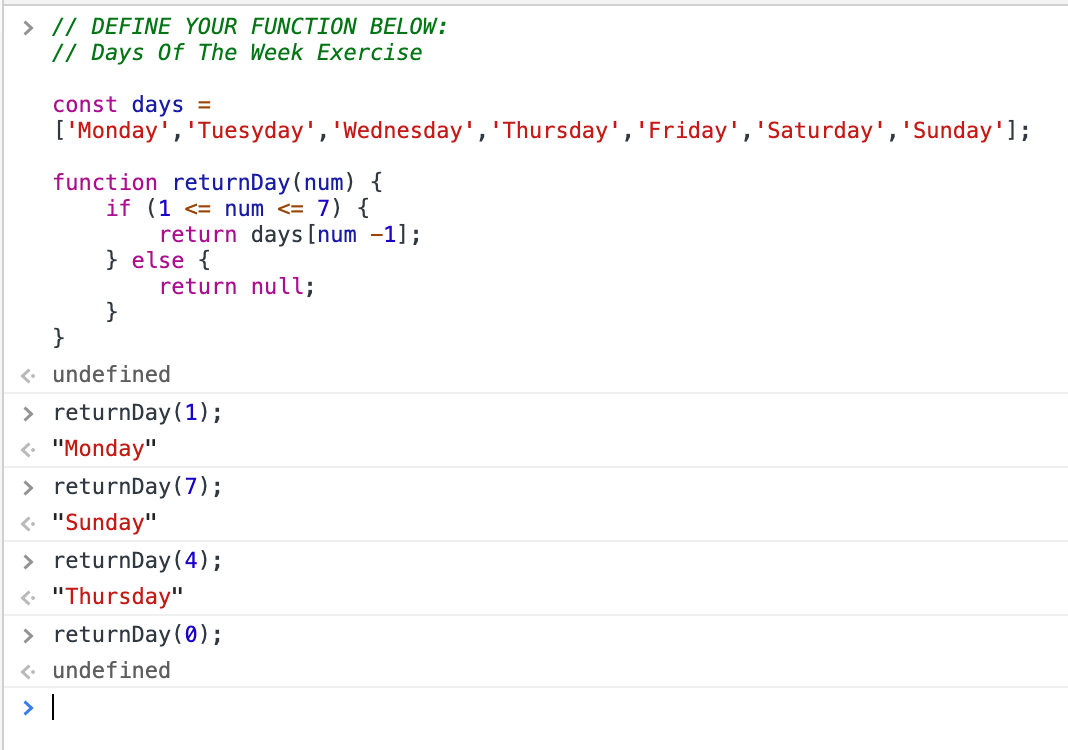 > // DEFINE YOUR FUNCTION BELOW:
// Days Of The Week Exercise
const days =
['Monday','Tuesyday','Wednesday','Thursday','Friday','Saturday','Sunday'];
function returnDay(num) {
if (1 <= num <= 7) {
return days[num -1];
} else {
return null;
}
}
<· undefined
> returnDay(1);
<· "Monday"
> returnDay(7);
<· "Sunday"
> returnDay(4);
<· "Thursday"
> returnDay(0);
<· undefined
>